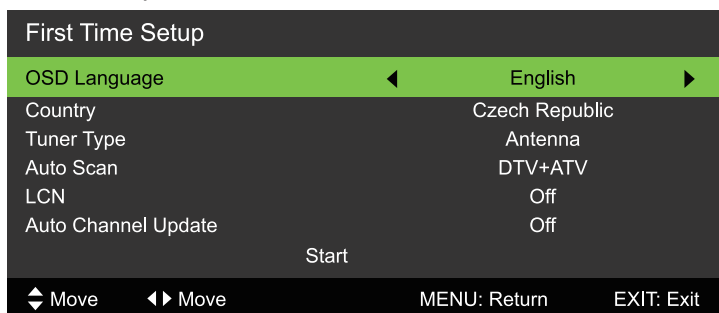 First Time Setup
OSD Language English
Country Czech Republic
Tuner Type Antenna
Auto Scan DTV+ATV
LCN Off
Auto Channel Update Off
Start
Move Move MENU: Return EXIT: Exit